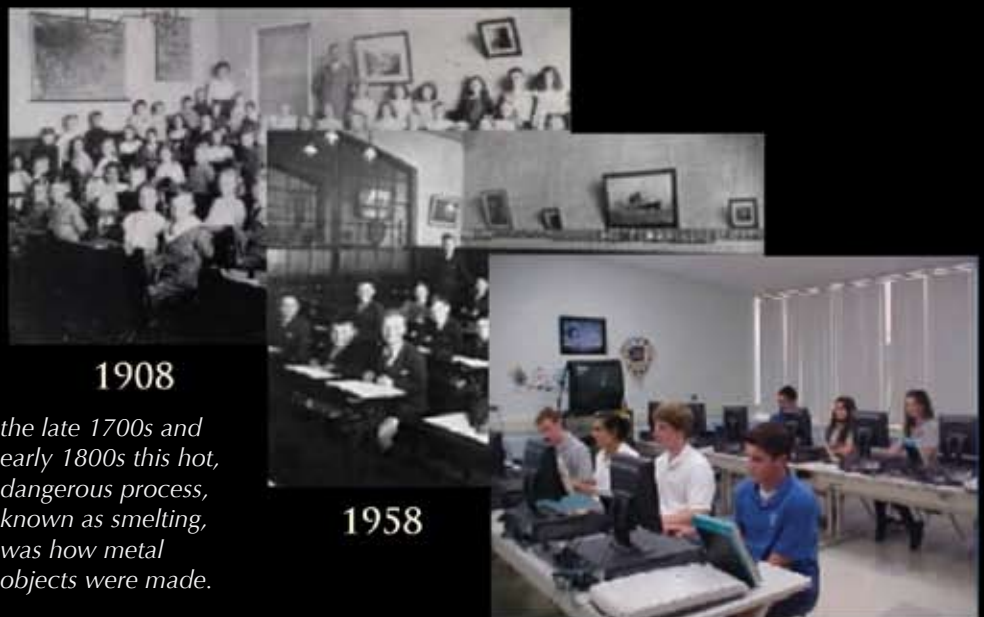 1908
the late 1700s and
early 1800s this hot,
dangerous process,
known as smelting,
was how metal
objects were made.
1958